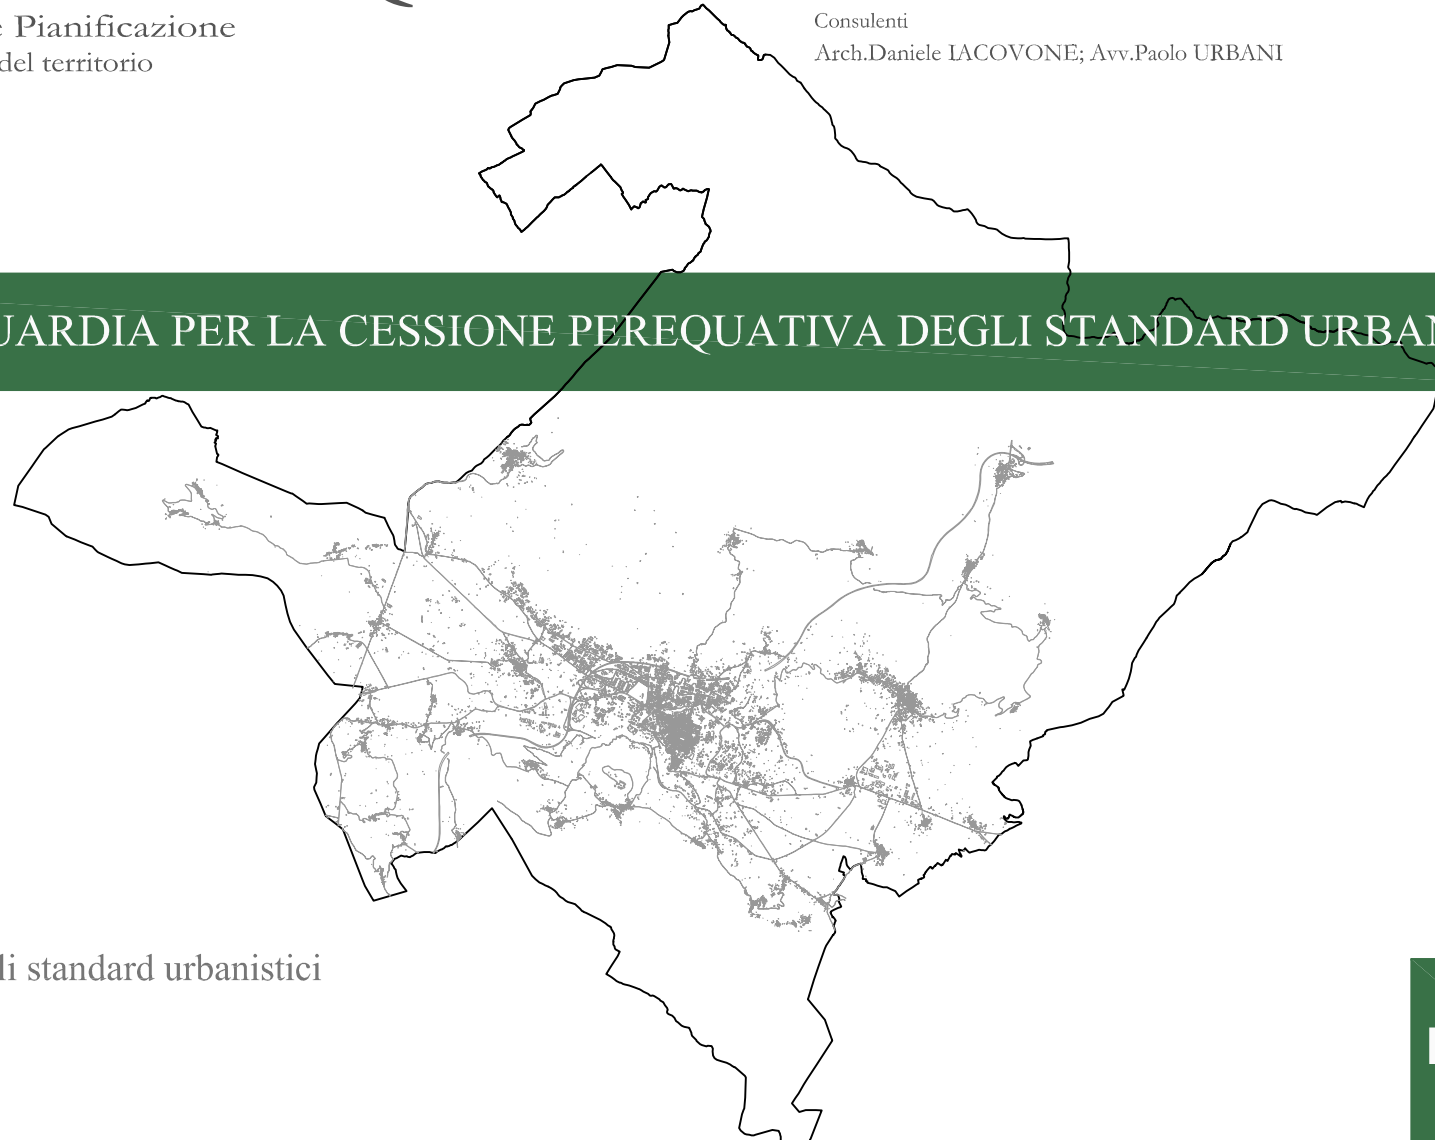 e Pianificazione
del territorio
Consulenti
Arch.Daniele IACOVONE; Avv.Paolo URBANI
UARDIA PER LA CESSIONE PEREQUATIVA DEGLI STANDARD URBAN
li standard urbanistici